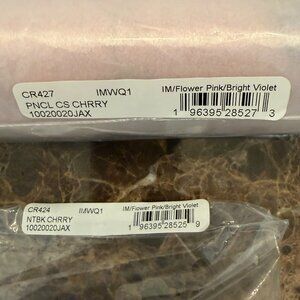 CR427 IMWQ1 IM/Flower Pink/Bright Violet
PNCL CS CHRRY
10020020JAX
1 96395 28527 3
CR424 IMWQ1 IM/Flower Pink/Bright Violet
NTBK CHRRY
10020020JAX
1 96395 28525 9